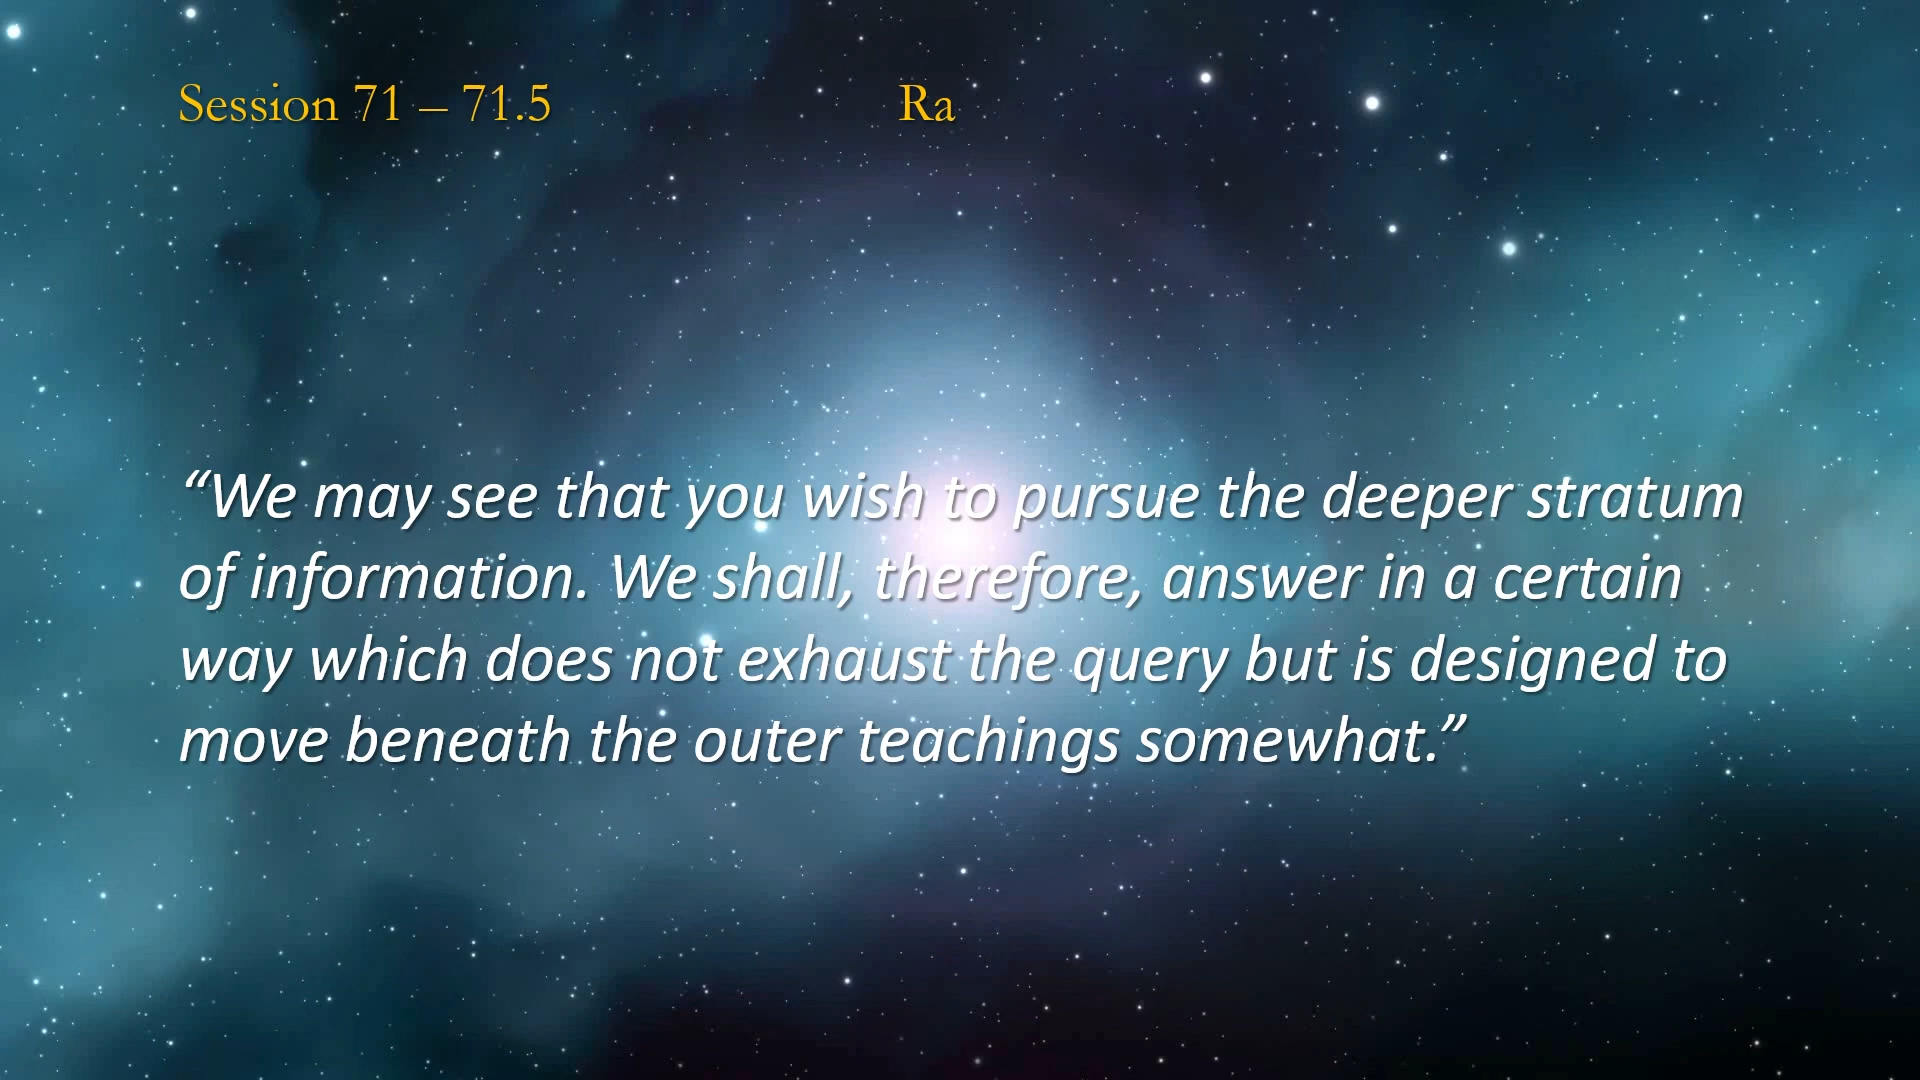 Session 71 – 71.5 Ra
“We may see that you wish to pursue the deeper stratum
of information. We shall, therefore, answer in a certain
way which does not exhaust the query but is designed to
move beneath the outer teachings somewhat.”